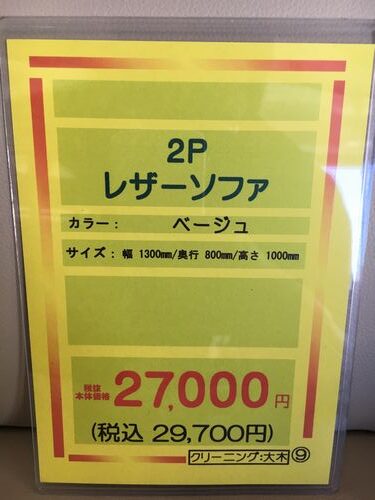 2P
レザーソファ
カラー： ベージュ
サイズ：幅 1300mm/奥行 800mm/高さ 1000mm
税抜
本体価格 27,000円
(税込 29,700円)
クリーニング:大木 ⑨